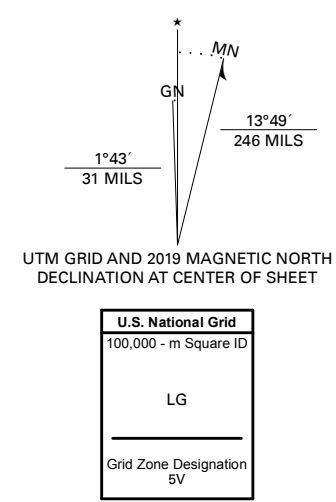 ★
MN
GN
13°49´
246 MILS
1°43´
31 MILS
UTM GRID AND 2019 MAGNETIC NORTH
DECLINATION AT CENTER OF SHEET
U.S. National Grid
100,000 - m Square ID
LG
Grid Zone Designation
5V